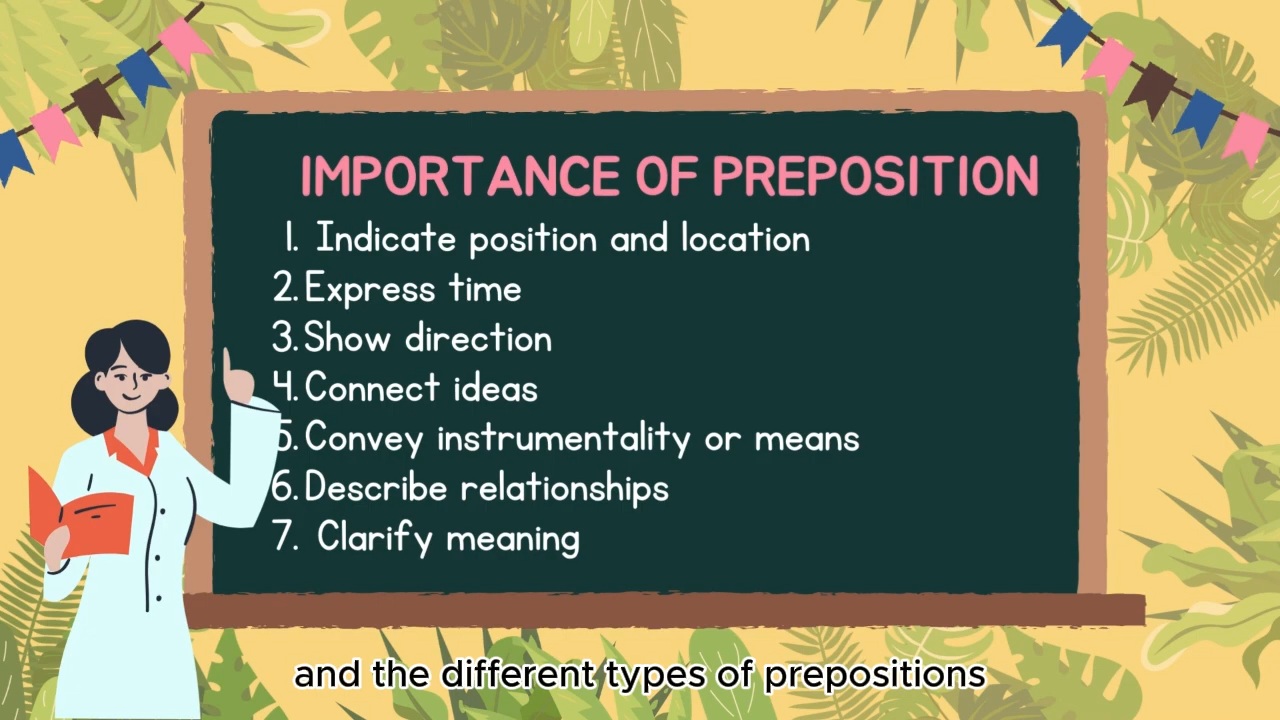 IMPORTANCE OF PREPOSITION
1. Indicate position and location
2. Express time
3. Show direction
4. Connect ideas
5. Convey instrumentality or means
6. Describe relationships
7. Clarify meaning
and the different types of prepositions